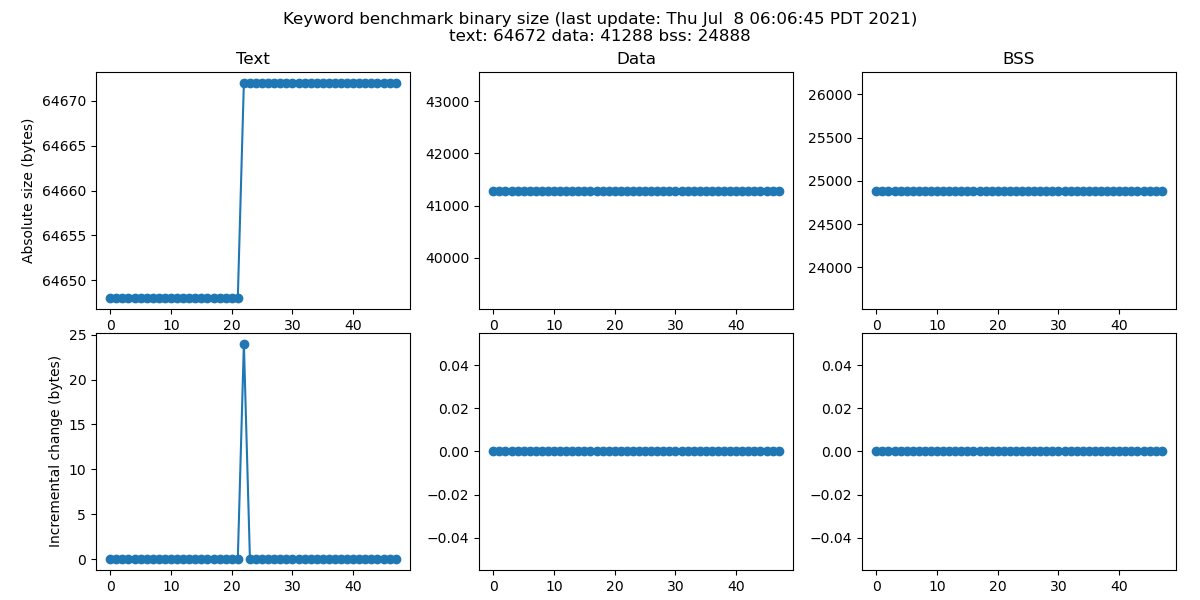 Keyword benchmark binary size (last update: Thu Jul  8 06:06:45 PDT 2021)
text: 64672 data: 41288 bss: 24888
Text
Data
BSS
Absolute size (bytes)
64670
64665
64660
64655
64650
0 10 20 30 40
43000
42000
41000
40000
0 10 20 30 40
26000
25500
25000
24500
24000
0 10 20 30 40
Incremental change (bytes)
25
20
15
10
5
0
0 10 20 30 40
0.04
0.02
0.00
−0.02
−0.04
0 10 20 30 40
0.04
0.02
0.00
−0.02
−0.04
0 10 20 30 40